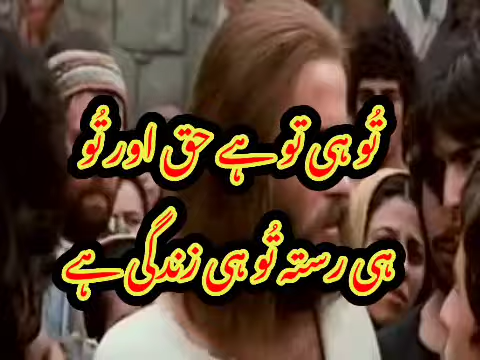 تُو ہی تو ہے حق اور تُو
ہی رستہ تُو ہی زندگی ہے